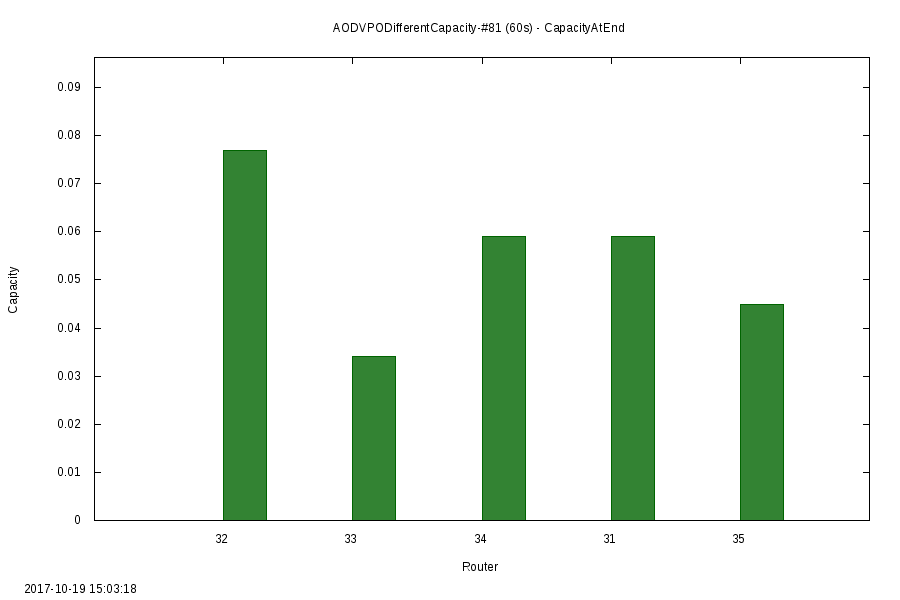 AODVPODifferentCapacity-#81 (60s) - CapacityAtEnd
0.09
0.08
0.07
0.06
0.05
0.04
0.03
0.02
0.01
0
Capacity
32 33 34 31 35
Router
2017-10-19 15:03:18